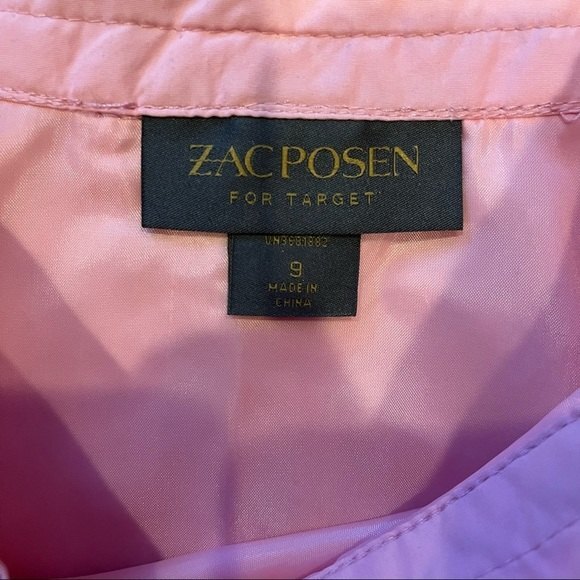 ZAC POSEN
FOR TARGET
9
MADE IN
CHINA